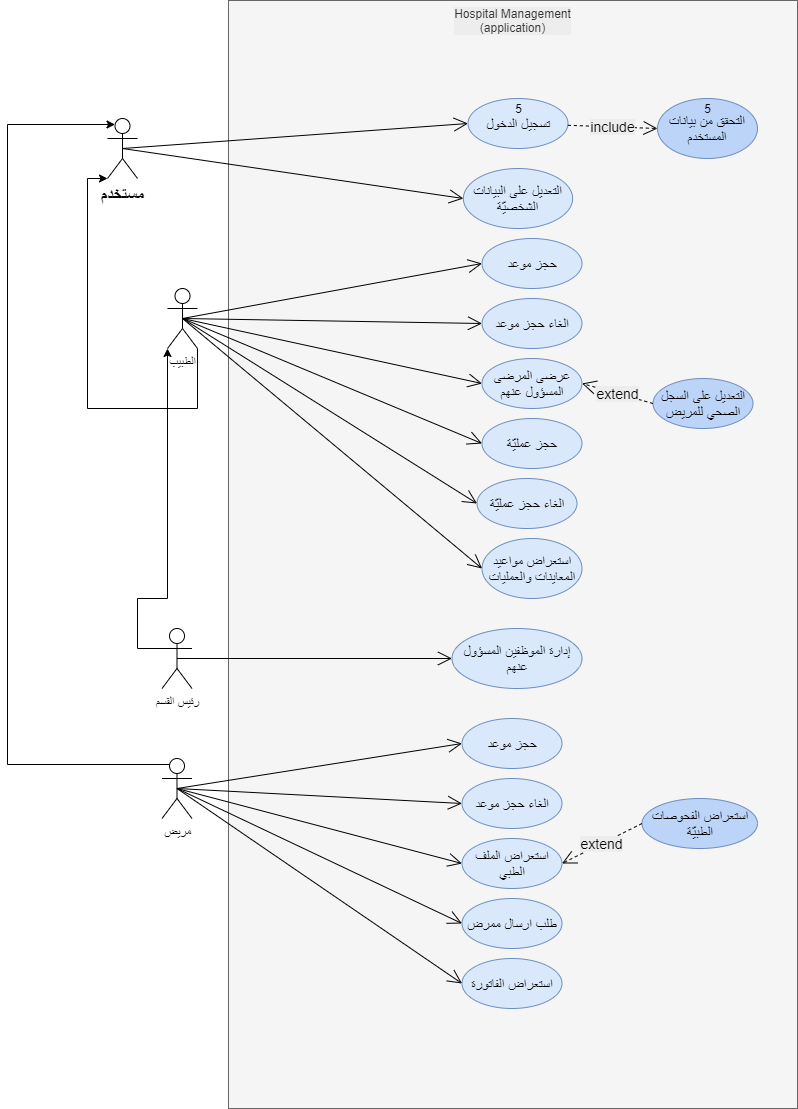 Hospital Management
(application)
5
تسجيل الدخول
include
5
التحقق من بيانات
المستخدم
مستخدم
التعديل على البيانات
الشخصيّة
حجز موعد
الطبيب
الغاء حجز موعد
عرضى المرضى
المسؤول عنهم
extend
التعديل على السجل
الصحي للمريض
حجز عمليّة
الغاء حجز عمليّة
استعراض مواعيد
المعاينات والعمليات
رئيس القسم
إدارة الموظفين المسؤول
عنهم
حجز موعد
مريض
الغاء حجز موعد
استعراض الملف
الطبي
extend
استعراض الفحوصات
الطبيّة
طلب ارسال ممرض
استعراض الفاتورة